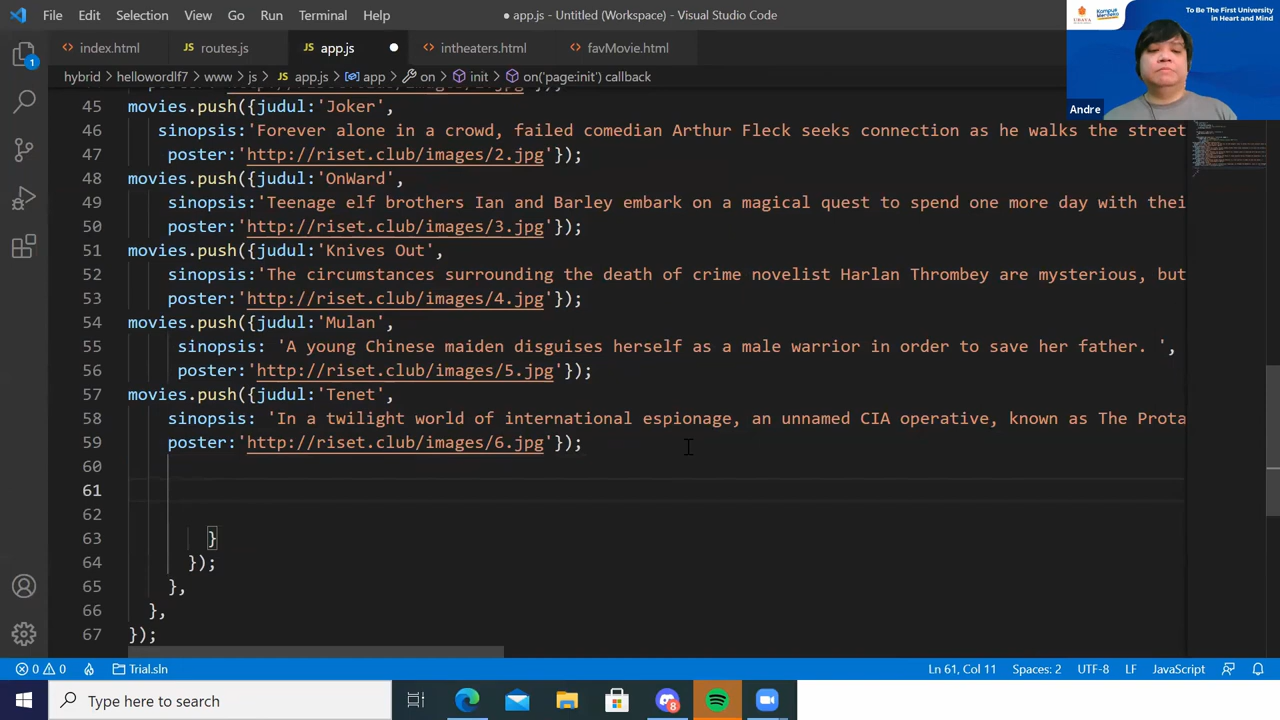 File Edit Selection View Go Run Terminal Help
● app.js - Untitled (Workspace) - Visual Studio Code
UBAYA
Kampus Merdeka
To Be The First University
in Heart and Mind
Andre
index.html
JS routes.js
JS app.js
intheaters.html
favMovie.html
hybrid > hellowordlf7 > www > js > JS app.js > app > on > init > on('page:init') callback
1
45 movies.push({judul:'Joker',
46 sinopsis:'Forever alone in a crowd, failed comedian Arthur Fleck seeks connection as he walks the street
47 poster:'http://riset.club/images/2.jpg'});
48 movies.push({judul:'OnWard',
49 sinopsis:'Teenage elf brothers Ian and Barley embark on a magical quest to spend one more day with thei
50 poster:'http://riset.club/images/3.jpg'});
51 movies.push({judul:'Knives Out',
52 sinopsis:'The circumstances surrounding the death of crime novelist Harlan Thrombey are mysterious, but
53 poster:'http://riset.club/images/4.jpg'});
54 movies.push({judul:'Mulan',
55 sinopsis: 'A young Chinese maiden disguises herself as a male warrior in order to save her father. ',
56 poster:'http://riset.club/images/5.jpg'});
57 movies.push({judul:'Tenet',
58 sinopsis: 'In a twilight world of international espionage, an unnamed CIA operative, known as The Prota
59 poster:'http://riset.club/images/6.jpg'});
60
61
62
63 }
64 });
65 },
66 },
67 });
0 0 Trial.sln Ln 61, Col 11 Spaces: 2 UTF-8 LF JavaScript
Type here to search
8